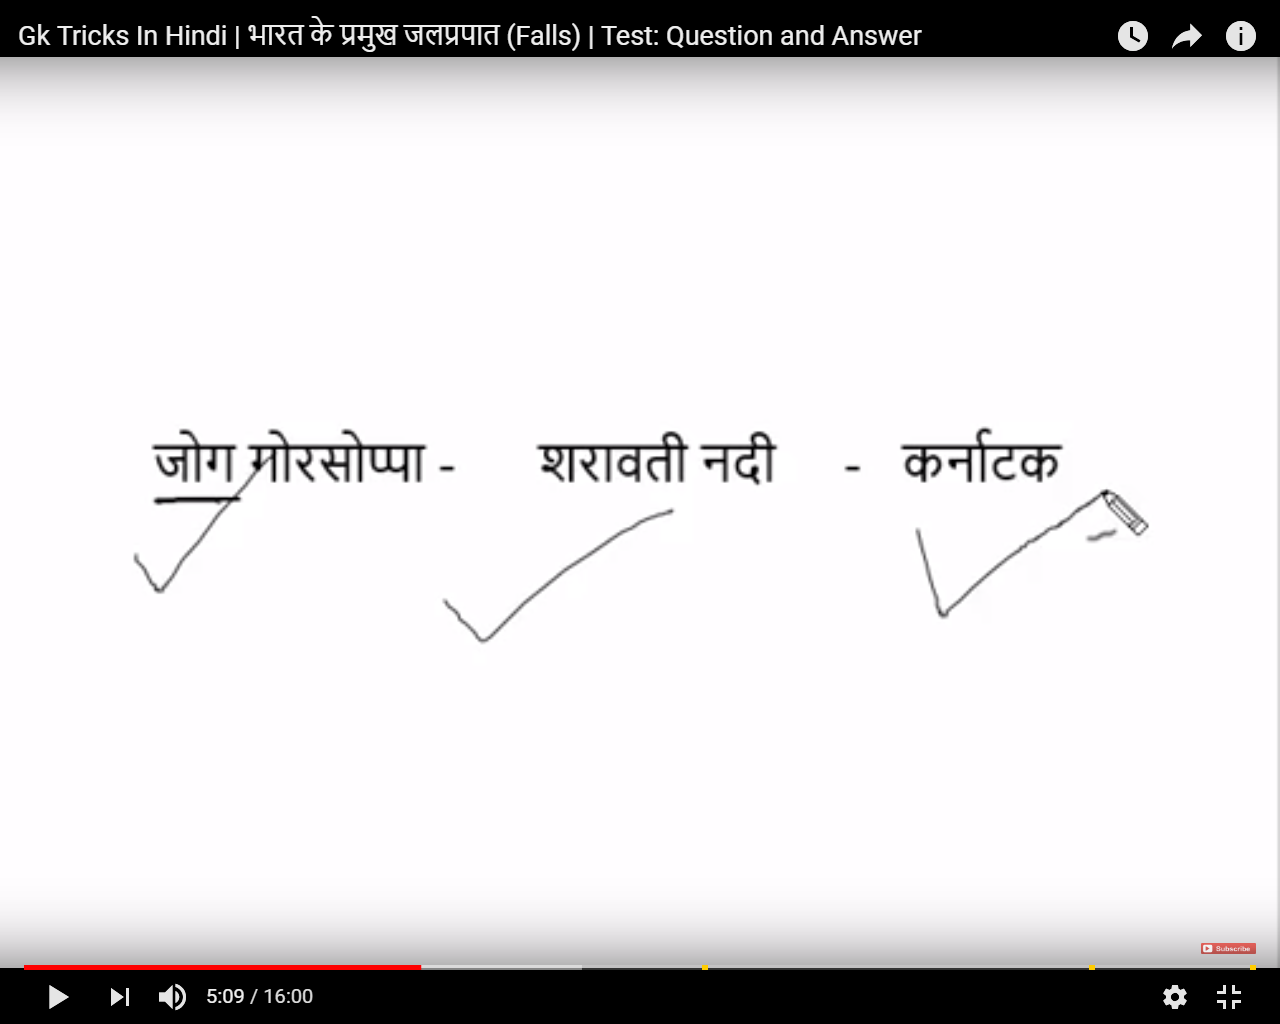 Gk Tricks In Hindi | भारत के प्रमुख जलप्रपात (Falls) | Test: Question and Answer
जोग गोरसोप्पा - शरावती नदी - कर्नाटक
Subscribe
5:09 / 16:00